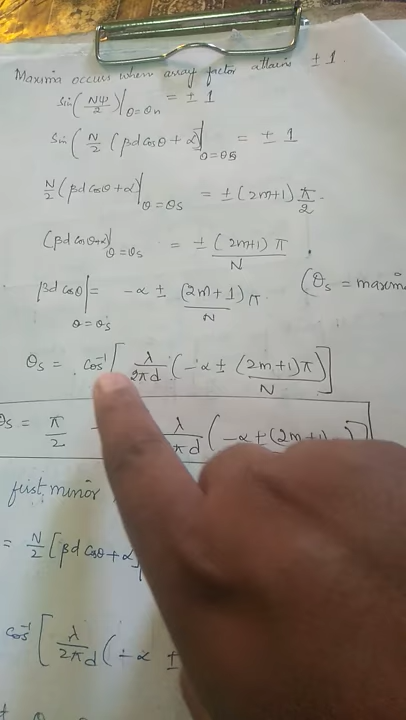 Maxima occurs when array factor attains ± 1.
Sin(Nψ/2)|θ=θn = ± 1
Sin(N/2 (βd cosθ + α)|θ=θs = ± 1
N/2 (βd cosθ + α)|θ=θs = ± (2m+1) π/2.
(βd cosθ+α)|θ=θs = ± (2m+1) π / N
βd cosθ|θ=θs = -α ± (2m+1) π / N (θs = maxim
θs = cos⁻¹[λ/2πd (-α ± (2m+1)π/N)]
θs = π/2 λ/πd (-α + (2m+1
first minor
= N/2 [βd cosθ + α]
cos⁻¹[λ/2πd (-α ±